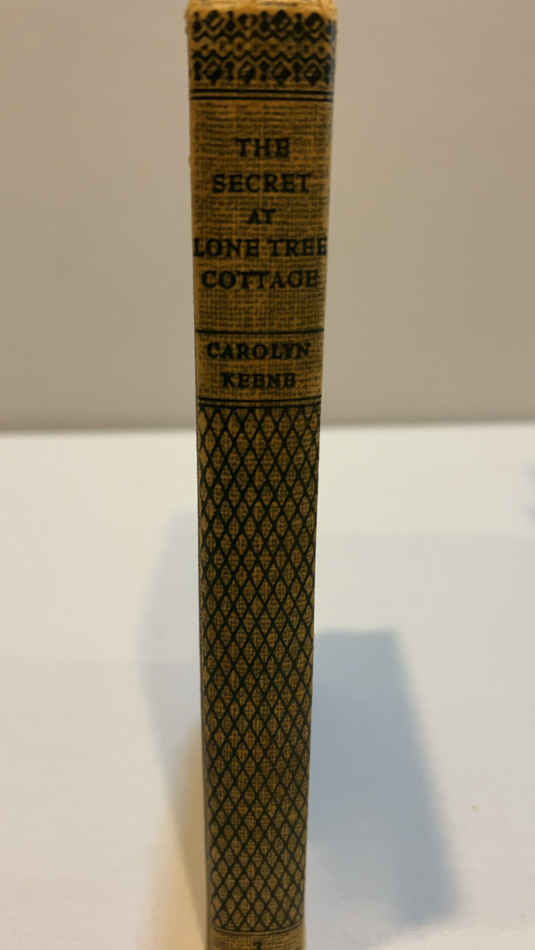 THE
SECRET
AT
LONE TREE
COTTAGE
CAROLYN
KEENE